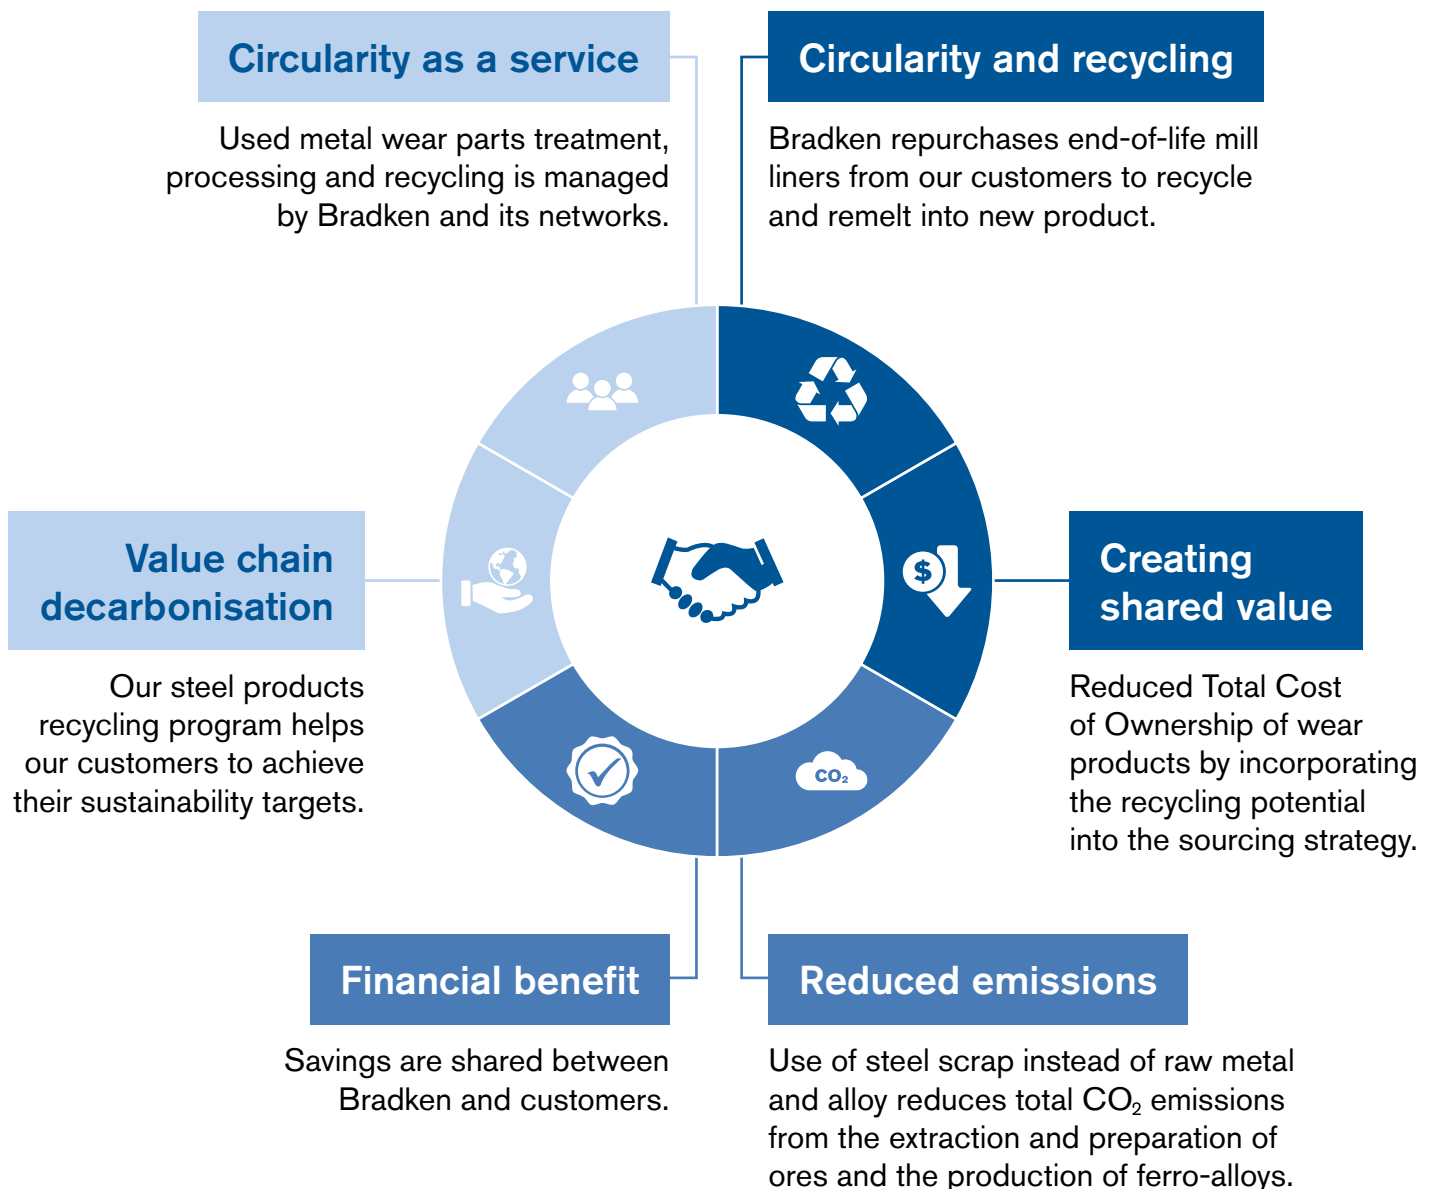 Circularity as a service
Used metal wear parts treatment,
processing and recycling is managed
by Bradken and its networks.
Circularity and recycling
Bradken repurchases end-of-life mill
liners from our customers to recycle
and remelt into new product.
Value chain
decarbonisation
Our steel products
recycling program helps
our customers to achieve
their sustainability targets.
$
Creating
shared value
Reduced Total Cost
of Ownership of wear
products by incorporating
the recycling potential
into the sourcing strategy.
CO₂
Financial benefit
Savings are shared between
Bradken and customers.
Reduced emissions
Use of steel scrap instead of raw metal
and alloy reduces total CO₂ emissions
from the extraction and preparation of
ores and the production of ferro-alloys.